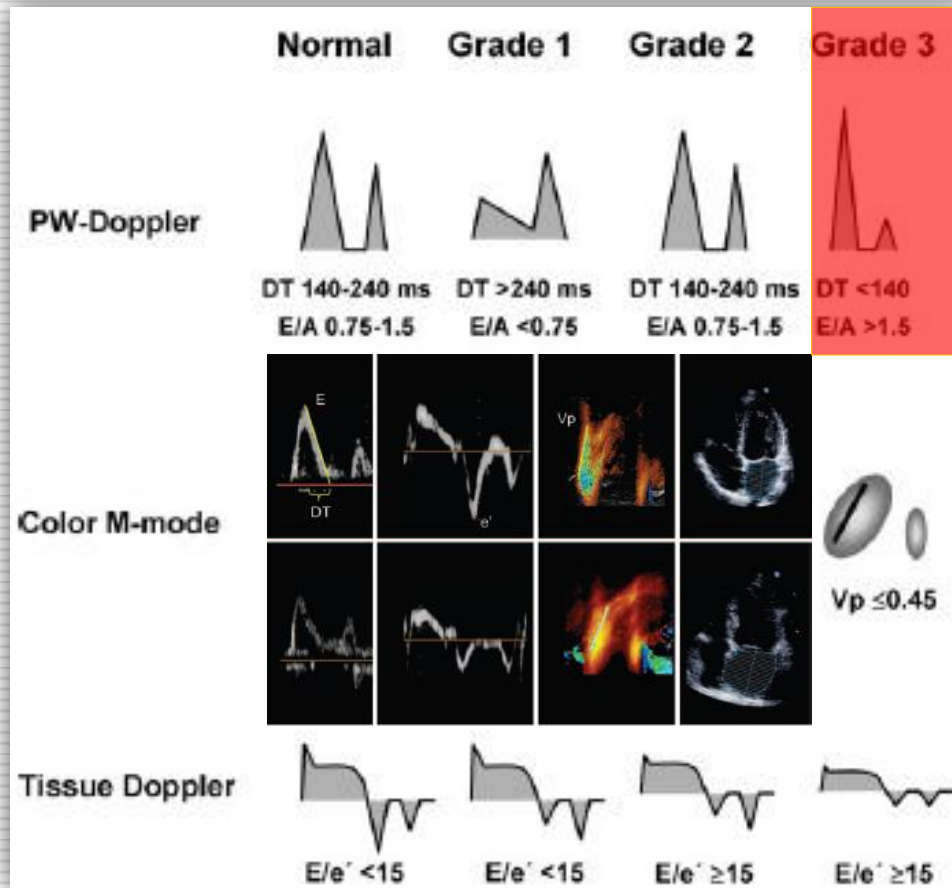 Normal Grade 1 Grade 2 Grade 3
PW-Doppler
DT 140-240 ms DT >240 ms DT 140-240 ms DT <140
E/A 0.75-1.5 E/A <0.75 E/A 0.75-1.5 E/A >1.5
E
DT
e'
Vp
Color M-mode
Vp ≤0.45
Tissue Doppler
E/e´ <15 E/e´ <15 E/e´ ≥15 E/e´ ≥15